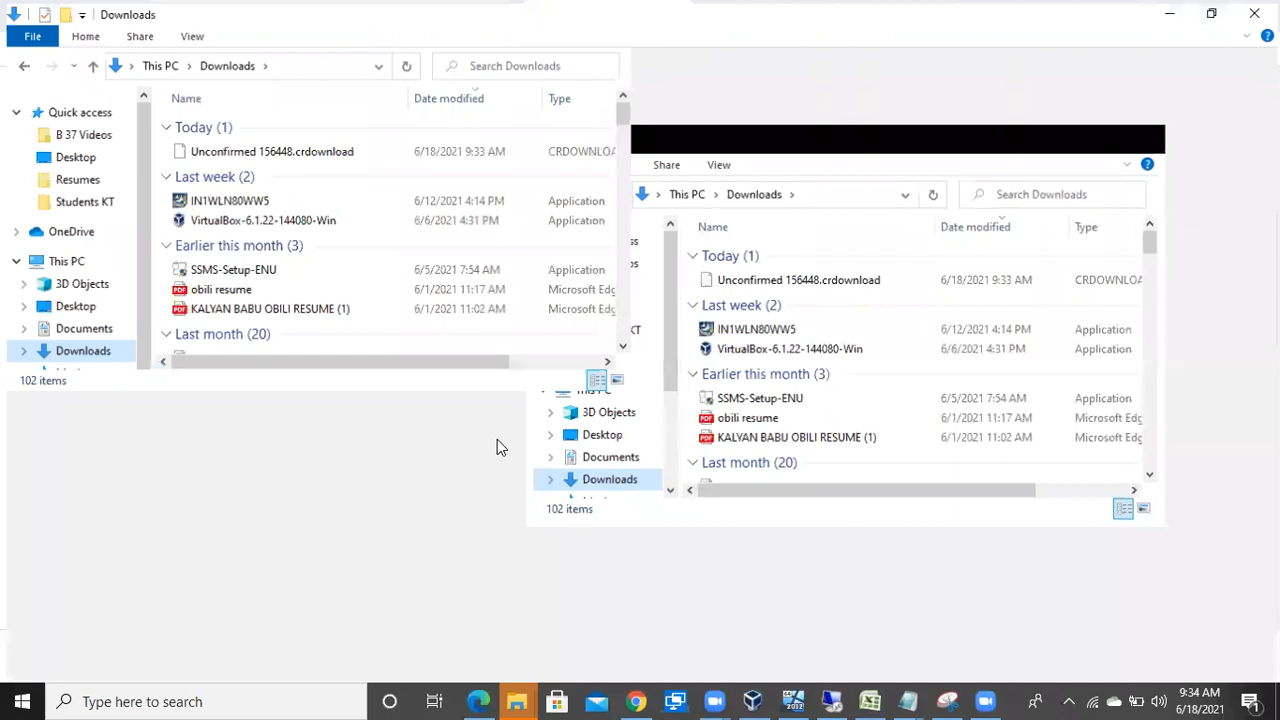 Downloads
File Home Share View
This PC > Downloads > Search Downloads
Name Date modified Type
Quick access
B 37 Videos
Desktop
Resumes
Students KT
OneDrive
This PC
3D Objects
Desktop
Documents
Downloads
Today (1)
Unconfirmed 156448.crdownload 6/18/2021 9:33 AM CRDOWNLOA
Last week (2)
IN1WLN80WW5 6/12/2021 4:14 PM Application
VirtualBox-6.1.22-144080-Win 6/6/2021 4:31 PM Application
Earlier this month (3)
SSMS-Setup-ENU 6/5/2021 7:54 AM Application
obili resume 6/1/2021 11:17 AM Microsoft Edg
KALYAN BABU OBILI RESUME (1) 6/1/2021 11:02 AM Microsoft Edg
Last month (20)
102 items
Share View
This PC > Downloads > Search Downloads
Name Date modified Type
KT
3D Objects
Desktop
Documents
Downloads
Today (1)
Unconfirmed 156448.crdownload 6/18/2021 9:33 AM CRDOWNLOA
Last week (2)
IN1WLN80WW5 6/12/2021 4:14 PM Application
VirtualBox-6.1.22-144080-Win 6/6/2021 4:31 PM Application
Earlier this month (3)
SSMS-Setup-ENU 6/5/2021 7:54 AM Application
obili resume 6/1/2021 11:17 AM Microsoft Edg
KALYAN BABU OBILI RESUME (1) 6/1/2021 11:02 AM Microsoft Edg
Last month (20)
102 items
Type here to search
2012
9:34 AM
6/18/2021
1